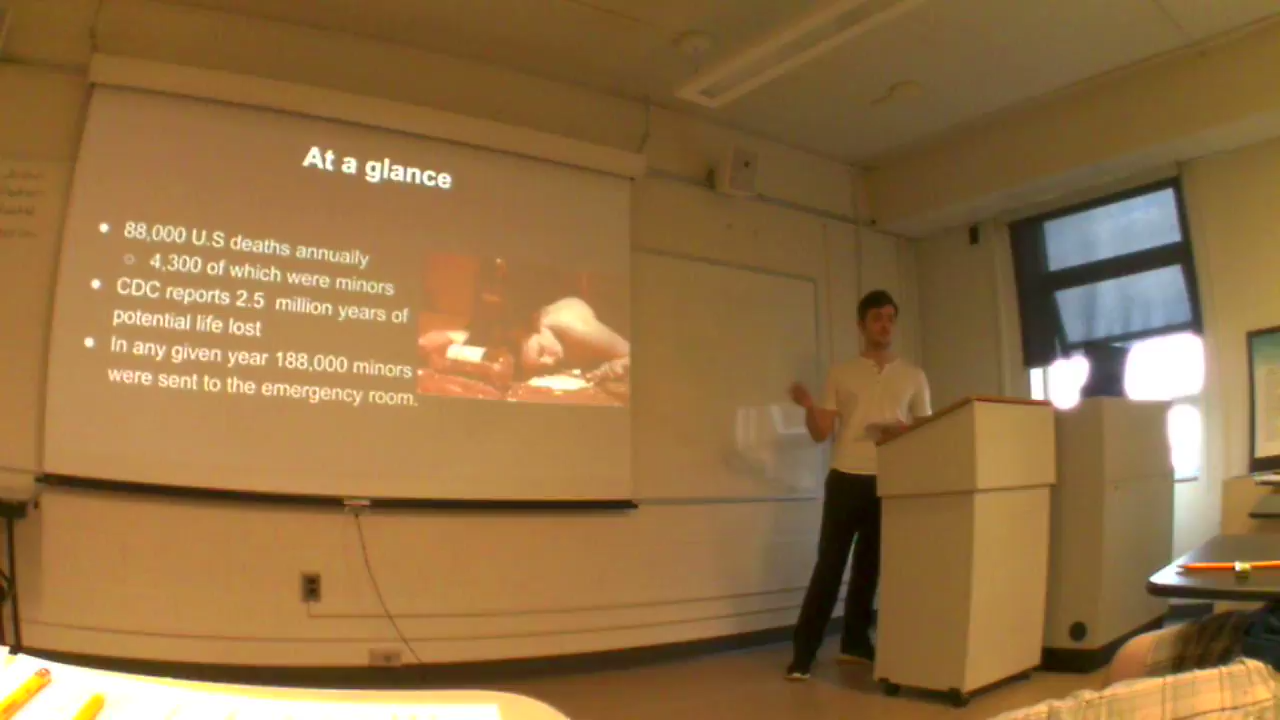 At a glance
● 88,000 U.S deaths annually
○ 4,300 of which were minors
● CDC reports 2.5 million years of
potential life lost
● In any given year 188,000 minors
were sent to the emergency room.